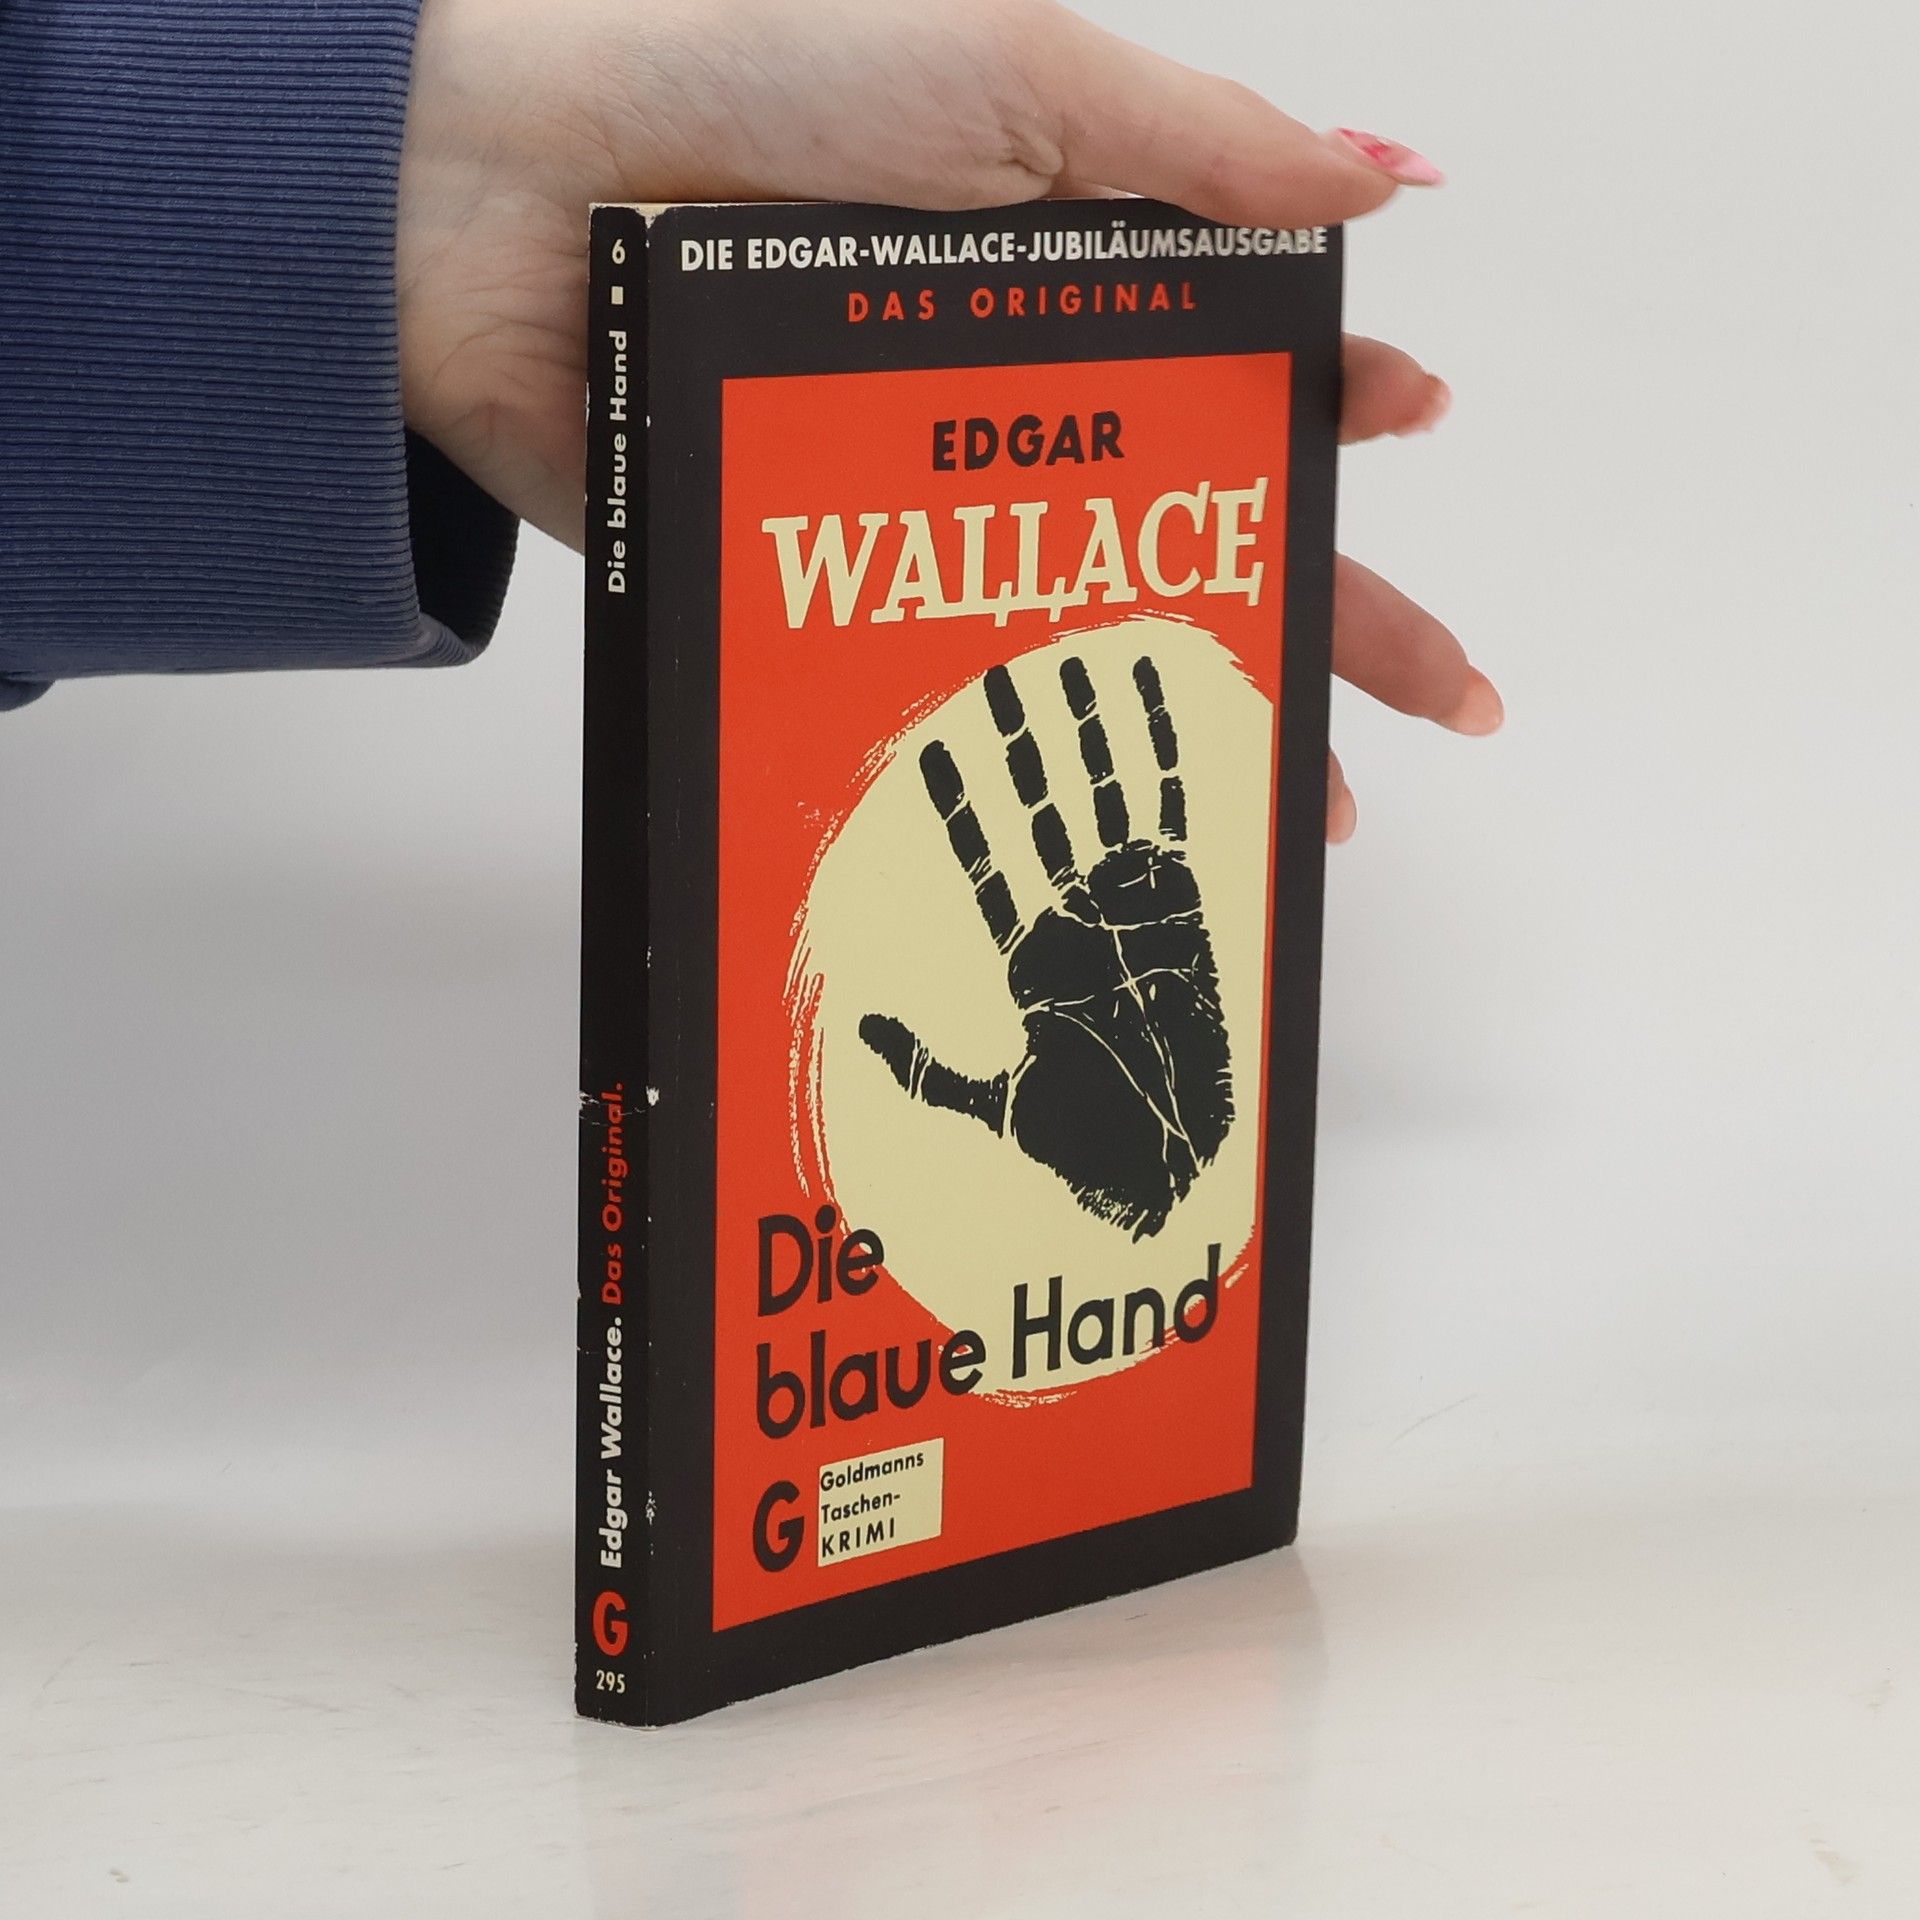 DIE EDGAR-WALLACE-JUBILÄUMSAUSGABE
DAS ORIGINAL
EDGAR
WALLACE
Die
blaue Hand
G
Goldmanns
Taschen-
KRIMI
6
Die blaue Hand
Edgar Wallace. Das Original.
G
295